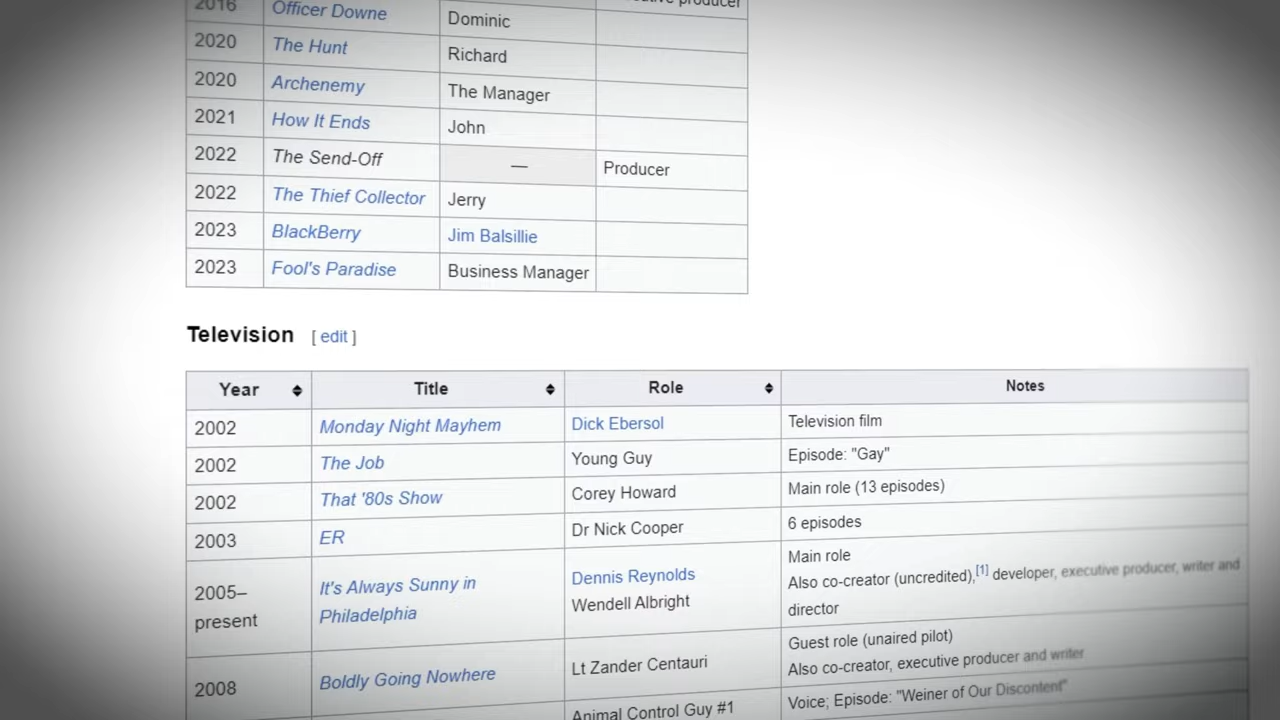 2016 Officer Downe Dominic producer
2020 The Hunt Richard
2020 Archenemy The Manager
2021 How It Ends John
2022 The Send-Off — Producer
2022 The Thief Collector Jerry
2023 BlackBerry Jim Balsillie
2023 Fool's Paradise Business Manager
Television [ edit ]
Year Title Role Notes
2002 Monday Night Mayhem Dick Ebersol Television film
2002 The Job Young Guy Episode: "Gay"
2002 That '80s Show Corey Howard Main role (13 episodes)
2003 ER Dr Nick Cooper 6 episodes
2005–
present
It's Always Sunny in
Philadelphia
Dennis Reynolds
Wendell Albright
Main role
Also co-creator (uncredited),[1] developer, executive producer, writer and
director
2008 Boldly Going Nowhere Lt Zander Centauri
Guest role (unaired pilot)
Also co-creator, executive producer and writer
Animal Control Guy #1 Voice; Episode: "Weiner of Our Discontent"